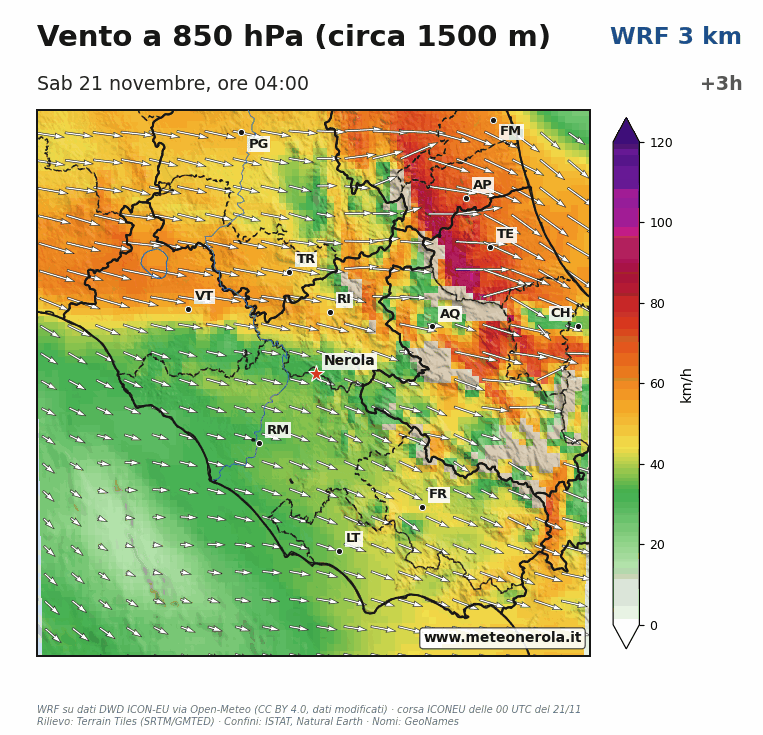 Vento a 850 hPa (circa 1500 m)
WRF 3 km
Sab 21 novembre, ore 04:00
+3h
FM
PG
AP
TE
TR
VT
RI
AQ
CH
Nerola
RM
FR
LT
www.meteonerola.it
120
100
80
60
40
20
0
km/h
WRF su dati DWD ICON-EU via Open-Meteo (CC BY 4.0, dati modificati) · corsa ICONEU delle 00 UTC del 21/11
Rilievo: Terrain Tiles (SRTM/GMTED) · Confini: ISTAT, Natural Earth · Nomi: GeoNames